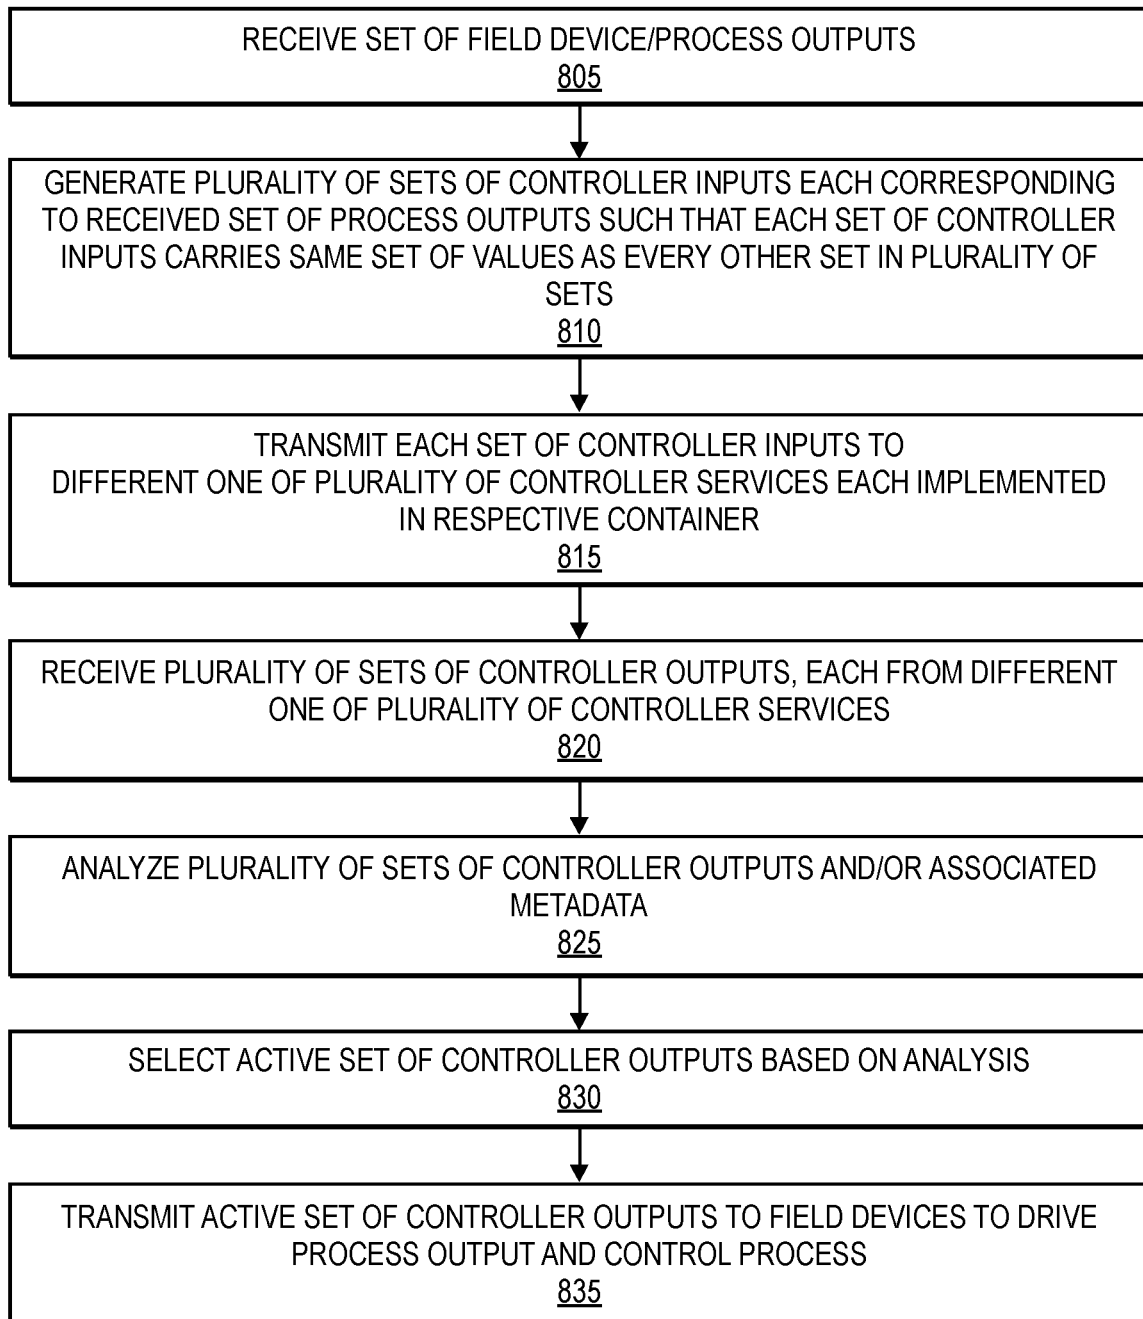 RECEIVE SET OF FIELD DEVICE/PROCESS OUTPUTS
805
GENERATE PLURALITY OF SETS OF CONTROLLER INPUTS EACH CORRESPONDING
TO RECEIVED SET OF PROCESS OUTPUTS SUCH THAT EACH SET OF CONTROLLER
INPUTS CARRIES SAME SET OF VALUES AS EVERY OTHER SET IN PLURALITY OF
SETS
810
TRANSMIT EACH SET OF CONTROLLER INPUTS TO
DIFFERENT ONE OF PLURALITY OF CONTROLLER SERVICES EACH IMPLEMENTED
IN RESPECTIVE CONTAINER
815
RECEIVE PLURALITY OF SETS OF CONTROLLER OUTPUTS, EACH FROM DIFFERENT
ONE OF PLURALITY OF CONTROLLER SERVICES
820
ANALYZE PLURALITY OF SETS OF CONTROLLER OUTPUTS AND/OR ASSOCIATED
METADATA
825
SELECT ACTIVE SET OF CONTROLLER OUTPUTS BASED ON ANALYSIS
830
TRANSMIT ACTIVE SET OF CONTROLLER OUTPUTS TO FIELD DEVICES TO DRIVE
PROCESS OUTPUT AND CONTROL PROCESS
835